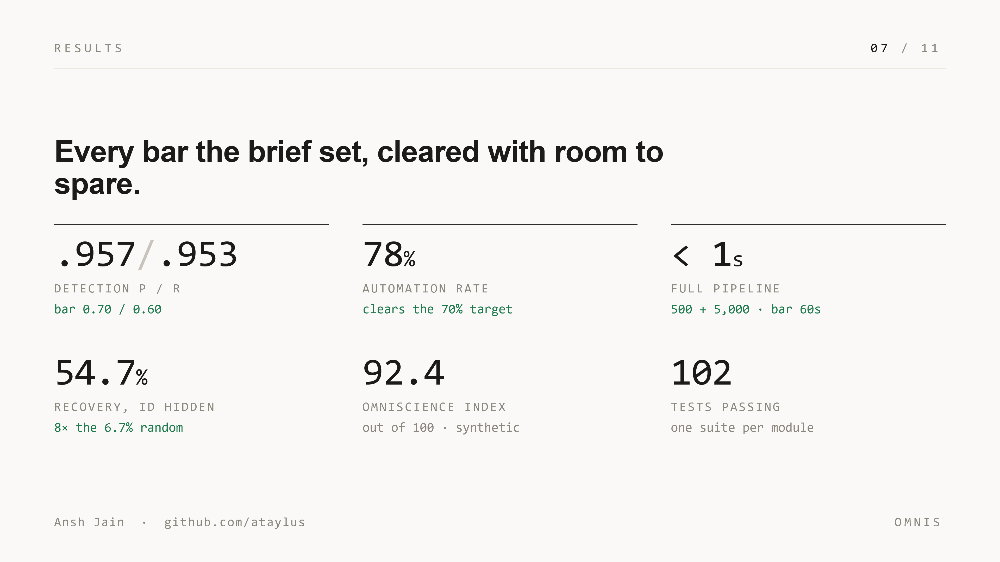 RESULTS
07 / 11
Every bar the brief set, cleared with room to
spare.
.957/.953
DETECTION P / R
bar 0.70 / 0.60
78%
AUTOMATION RATE
clears the 70% target
< 1s
FULL PIPELINE
500 + 5,000 · bar 60s
54.7%
RECOVERY, ID HIDDEN
8× the 6.7% random
92.4
OMNISCIENCE INDEX
out of 100 · synthetic
102
TESTS PASSING
one suite per module
Ansh Jain · github.com/ataylus
OMNIS